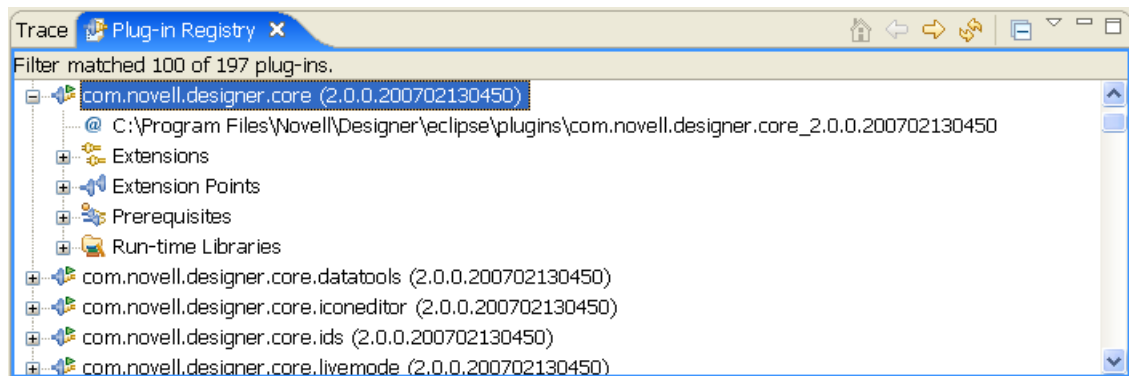 Trace Plug-in Registry
Filter matched 100 of 197 plug-ins.
com.novell.designer.core (2.0.0.200702130450)
@ C:\Program Files\Novell\Designer\eclipse\plugins\com.novell.designer.core_2.0.0.200702130450
Extensions
Extension Points
Prerequisites
Run-time Libraries
com.novell.designer.core.datatools (2.0.0.200702130450)
com.novell.designer.core.iconeditor (2.0.0.200702130450)
com.novell.designer.core.ids (2.0.0.200702130450)
com.novell.designer.core.livemode (2.0.0.200702130450)